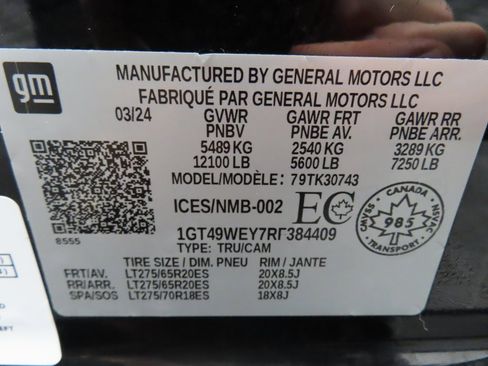 gm
MANUFACTURED BY GENERAL MOTORS LLC
FABRIQUÉ PAR GENERAL MOTORS LLC
03/24 GVWR GAWR FRT GAWR RR
PNBV PNBE AV. PNBE ARR.
5489 KG 2540 KG 3289 KG
12100 LB 5600 LB 7250 LB
MODEL/MODÈLE: 79TK30743
ICES/NMB-002 EC
CANADA
CMVSS NSVAC
985
TRANSPORT
8555
1GT49WEY7RF384409
TYPE: TRU/CAM
TIRE SIZE / DIM. PNEU RIM / JANTE
FRT/AV. LT275/65R20ES 20X8.5J
RR/ARR. LT275/65R20ES 20X8.5J
SPA/SOS LT275/70R18ES 18X8J